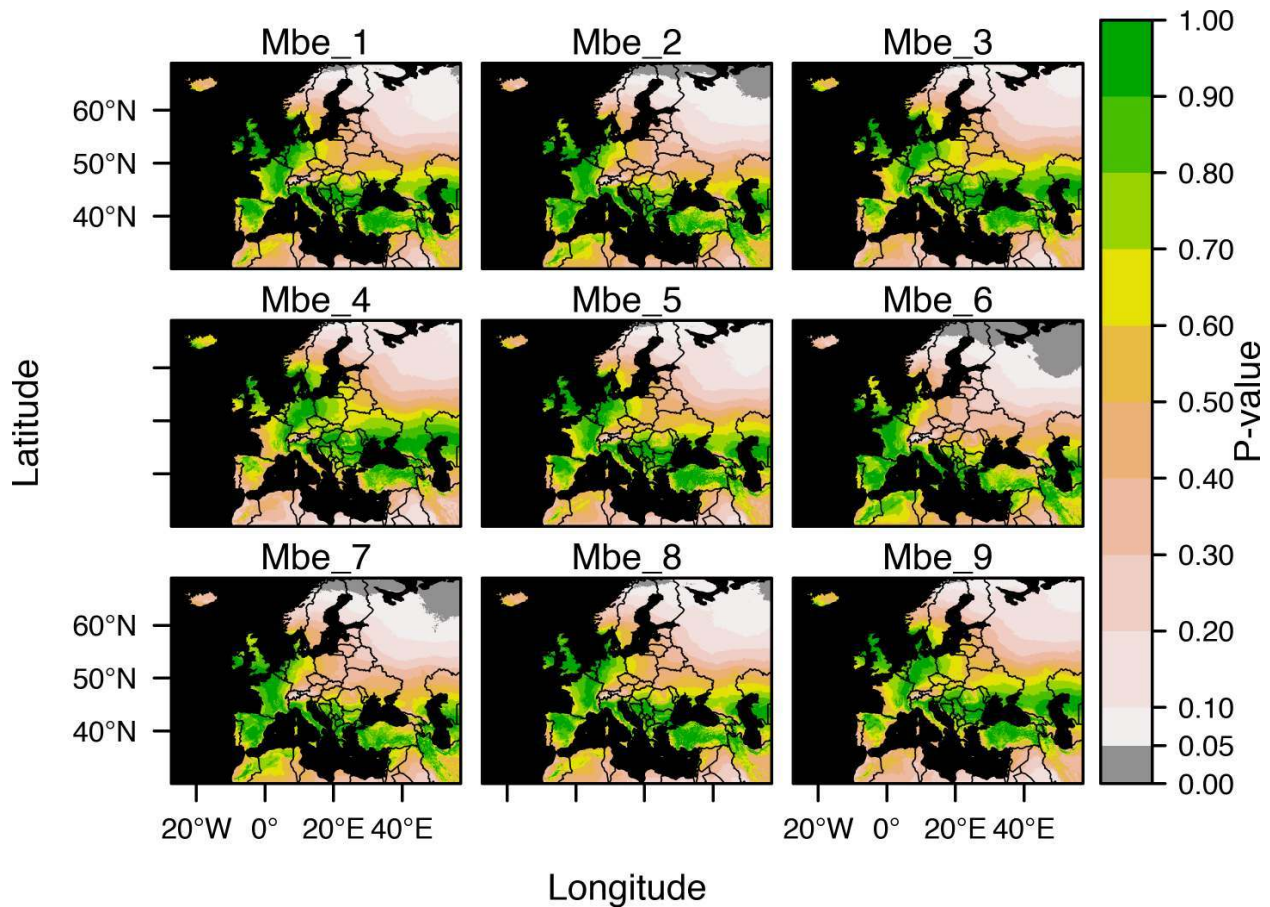 Mbe_1 Mbe_2 Mbe_3
60°N
50°N
40°N
Mbe_4 Mbe_5 Mbe_6
Mbe_7 Mbe_8 Mbe_9
60°N
50°N
40°N
20°W 0° 20°E 40°E
20°W 0° 20°E 40°E
Latitude
Longitude
1.00
0.90
0.80
0.70
0.60
0.50
0.40
0.30
0.20
0.10
0.05
0.00
P-value